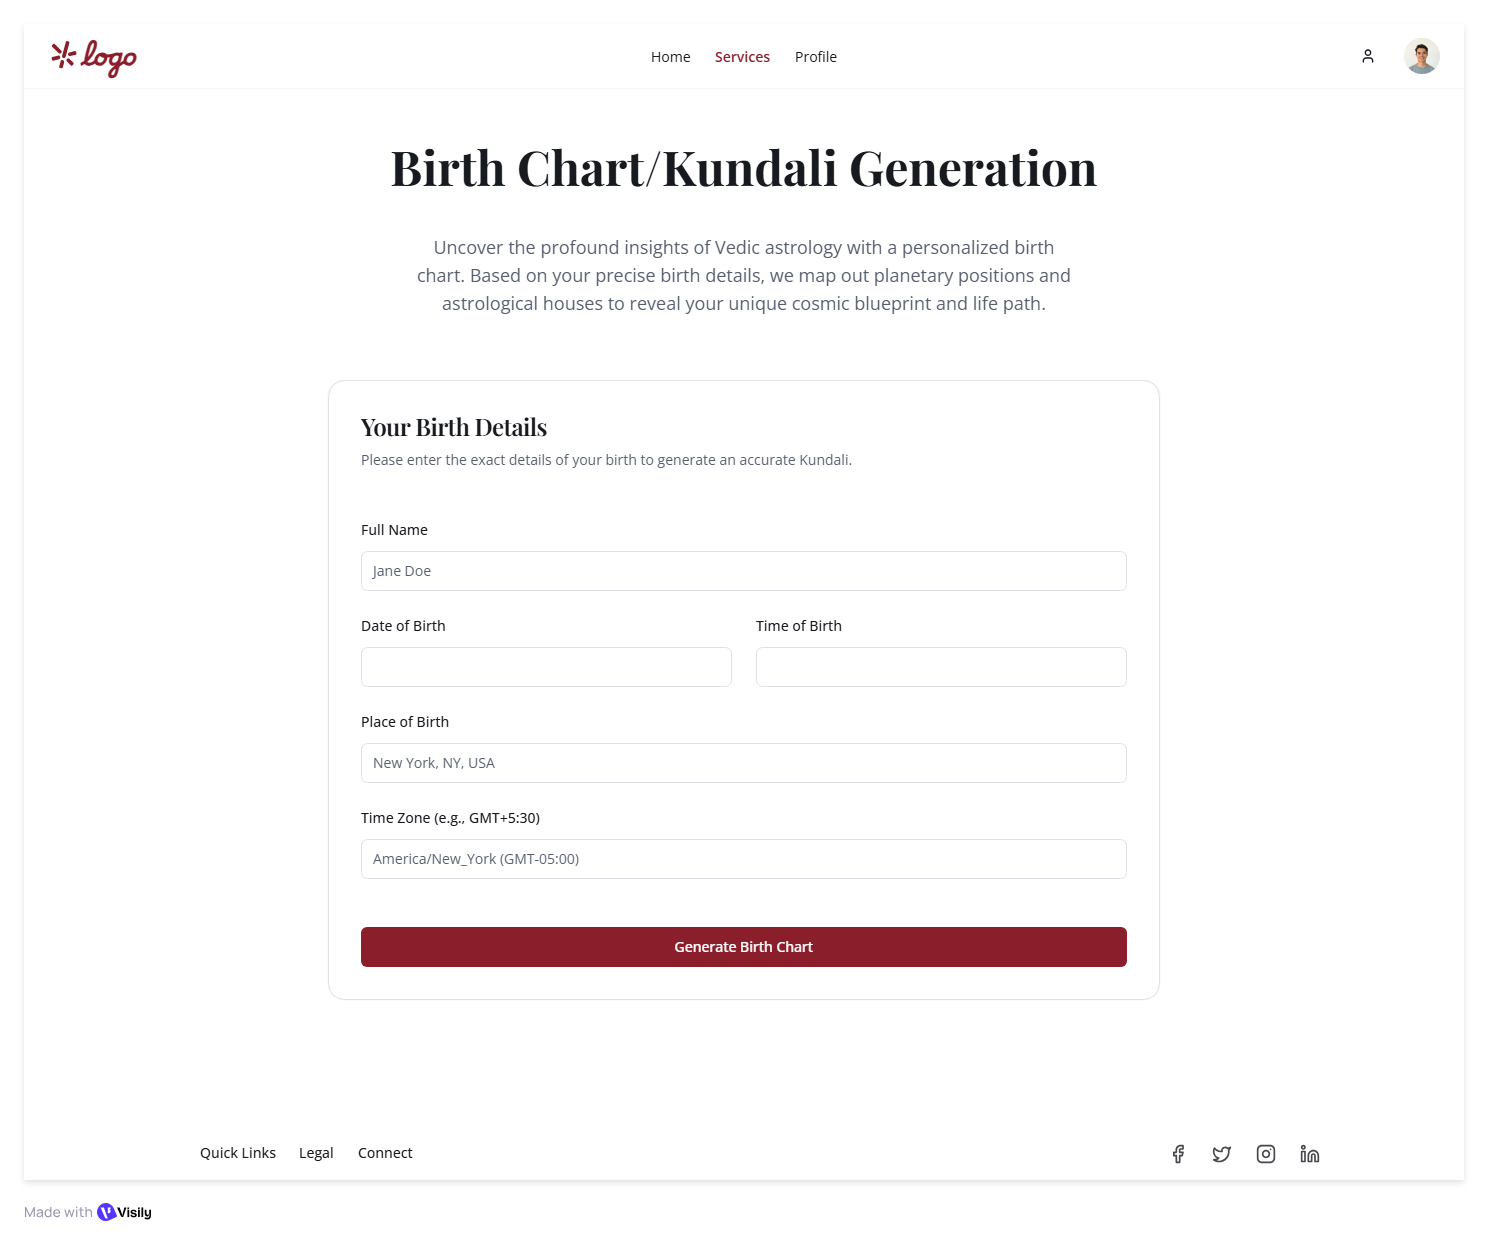 logo
Home Services Profile
Birth Chart/Kundali Generation
Uncover the profound insights of Vedic astrology with a personalized birth
chart. Based on your precise birth details, we map out planetary positions and
astrological houses to reveal your unique cosmic blueprint and life path.
Your Birth Details
Please enter the exact details of your birth to generate an accurate Kundali.
Full Name
Jane Doe
Date of Birth Time of Birth
Place of Birth
New York, NY, USA
Time Zone (e.g., GMT+5:30)
America/New_York (GMT-05:00)
Generate Birth Chart
Quick Links Legal Connect
Made with Visily